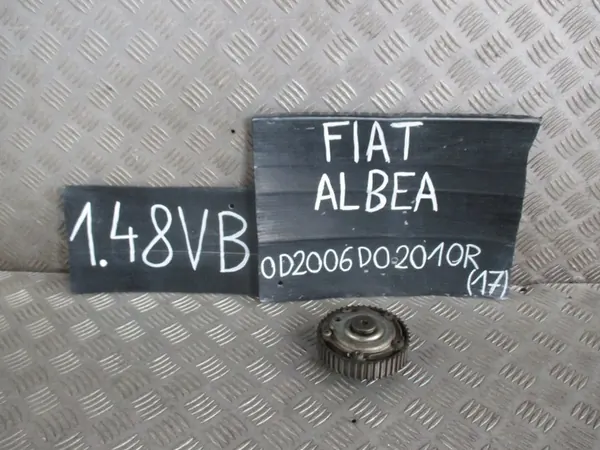 FIAT
ALBEA
1.48VB
OD2006DO2010R
(17)